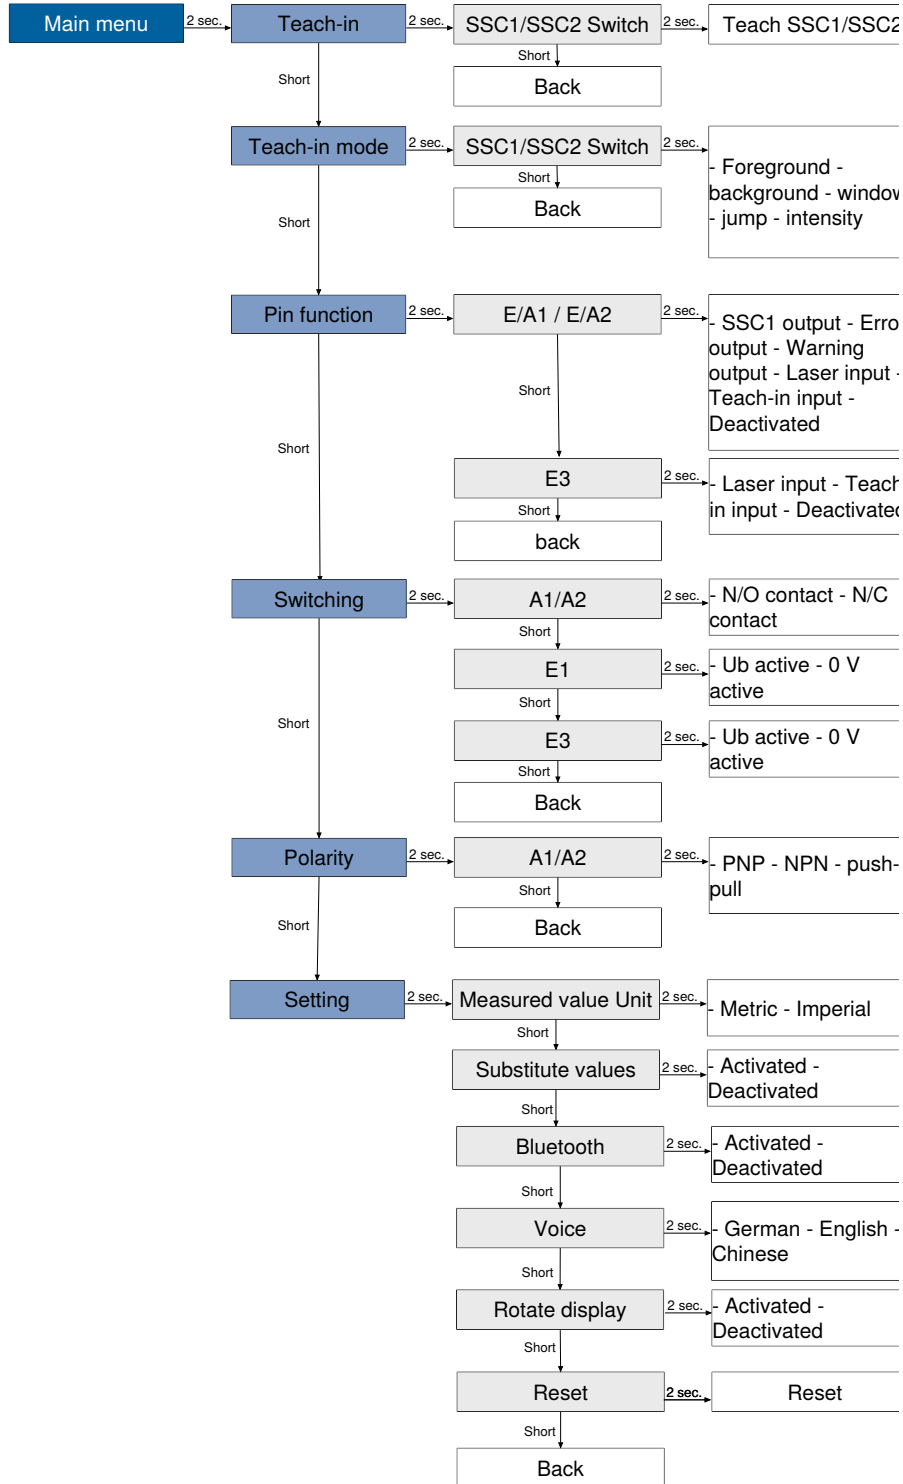 Main menu
2 sec.
Teach-in
2 sec.
SSC1/SSC2 Switch
2 sec.
Teach SSC1/SSC2
Short
Short
Back
Teach-in mode
2 sec.
SSC1/SSC2 Switch
2 sec.
- Foreground -
background - window
- jump - intensity
Short
Back
Short
Pin function
2 sec.
E/A1 / E/A2
2 sec.
- SSC1 output - Erro
output - Warning
output - Laser input -
Teach-in input -
Deactivated
Short
Short
E3
2 sec.
- Laser input - Teach
in input - Deactivated
Short
back
Switching
2 sec.
A1/A2
2 sec.
- N/O contact - N/C
contact
Short
E1
2 sec.
- Ub active - 0 V
active
Short
Short
E3
2 sec.
- Ub active - 0 V
active
Short
Back
Polarity
2 sec.
A1/A2
2 sec.
- PNP - NPN - push-
pull
Short
Back
Short
Setting
2 sec.
Measured value Unit
2 sec.
- Metric - Imperial
Short
Substitute values
2 sec.
- Activated -
Deactivated
Short
Bluetooth
2 sec.
- Activated -
Deactivated
Short
Voice
2 sec.
- German - English -
Chinese
Short
Rotate display
2 sec.
- Activated -
Deactivated
Short
Reset
2 sec.
Reset
Short
Back